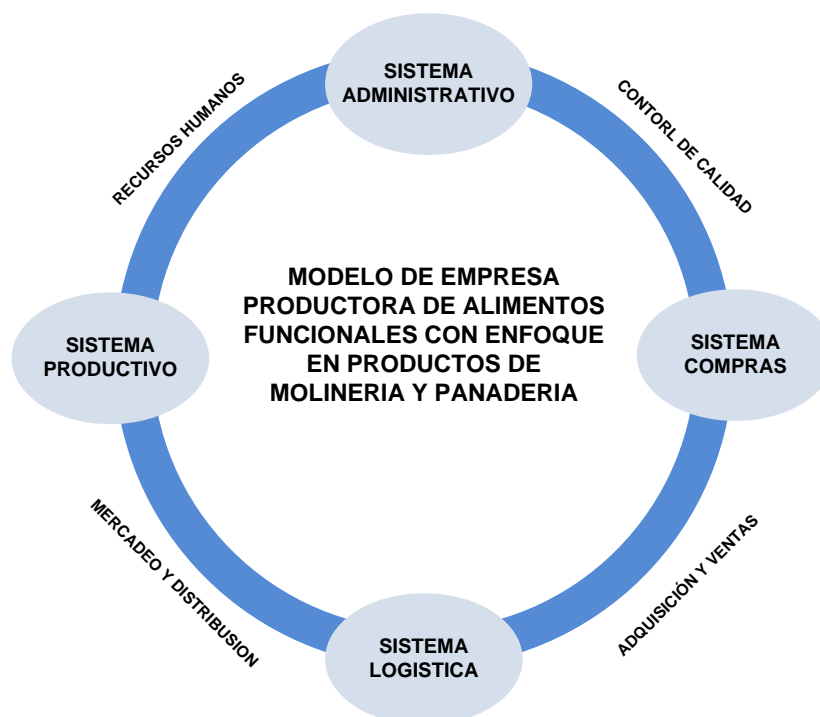 SISTEMA
ADMINISTRATIVO
RECURSOS HUMANOS
CONTORL DE CALIDAD
MODELO DE EMPRESA
PRODUCTORA DE ALIMENTOS
FUNCIONALES CON ENFOQUE
EN PRODUCTOS DE
MOLINERIA Y PANADERIA
SISTEMA
PRODUCTIVO
SISTEMA
COMPRAS
MERCADEO Y DISTRIBUSION
ADQUISICIÓN Y VENTAS
SISTEMA
LOGISTICA